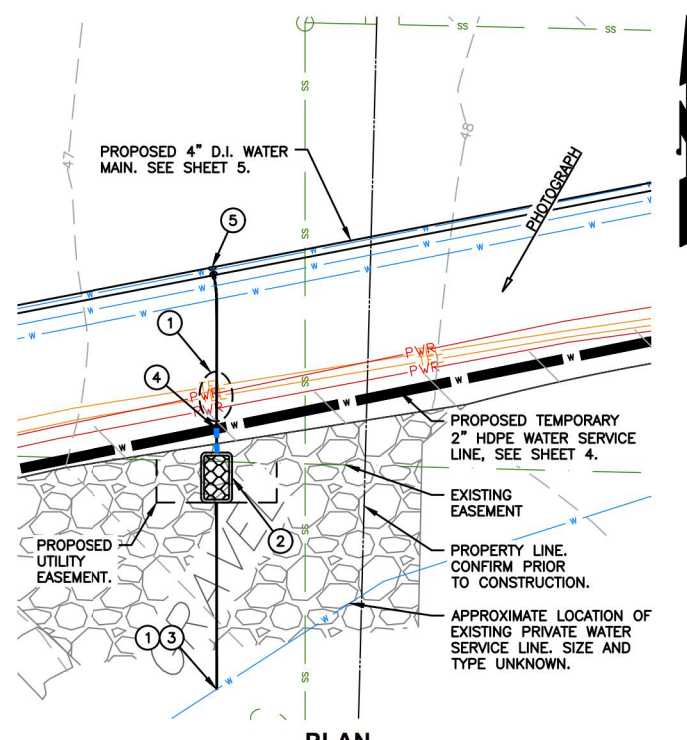 SS
SS
SS
47
48
PROPOSED 4" D.I. WATER
MAIN. SEE SHEET 5.
PHOTOGRAPH
N
5
W
W
W
W
W
W
1
4
PWR
PWR
PWR
W
W
W
W
PROPOSED TEMPORARY
2" HDPE WATER SERVICE
LINE, SEE SHEET 4.
EXISTING
EASEMENT
W
2
PROPOSED
UTILITY
EASEMENT.
SS
PROPERTY LINE.
CONFIRM PRIOR
TO CONSTRUCTION.
APPROXIMATE LOCATION OF
EXISTING PRIVATE WATER
SERVICE LINE. SIZE AND
TYPE UNKNOWN.
W
1 3
W
SS
PLAN